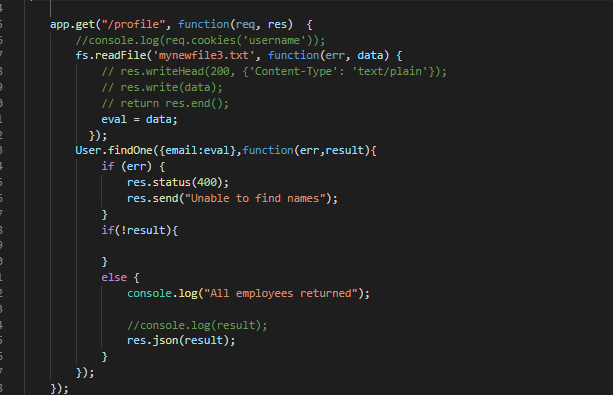 app.get("/profile", function(req, res)  {
//console.log(req.cookies('username'));
fs.readFile('mynewfile3.txt', function(err, data) {
// res.writeHead(200, {'Content-Type': 'text/plain'});
// res.write(data);
// return res.end();
eval = data;
});
User.findOne({email:eval},function(err,result){
if (err) {
res.status(400);
res.send("Unable to find names");
}
if(!result){
}
else {
console.log("All employees returned");
//console.log(result);
res.json(result);
}
});
});